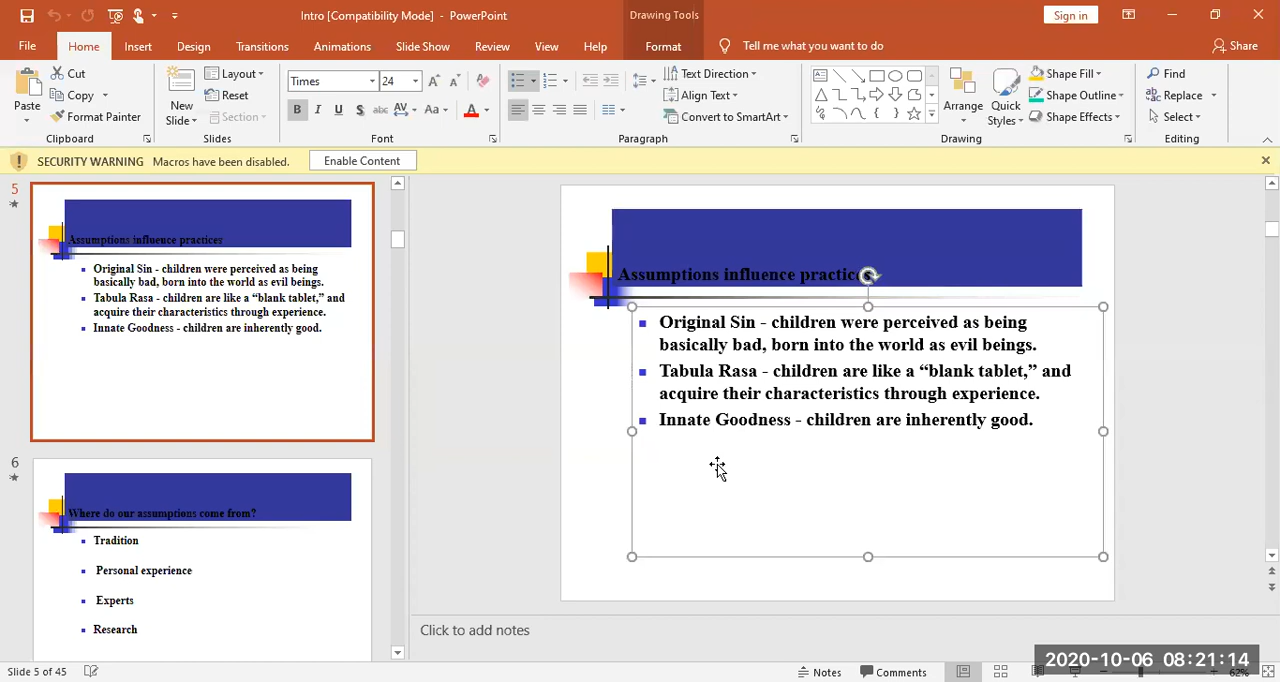 Intro [Compatibility Mode] - PowerPoint
Drawing Tools
Sign in
File
Home
Insert
Design
Transitions
Animations
Slide Show
Review
View
Help
Format
Tell me what you want to do
Share
Paste
Cut
Copy
Format Painter
Clipboard
New
Slide
Layout
Reset
Section
Slides
Times
24
B I U S abc AV Aa A
Font
Text Direction
Align Text
Convert to SmartArt
Paragraph
Arrange
Quick
Styles
Shape Fill
Shape Outline
Shape Effects
Drawing
Find
Replace
Select
Editing
SECURITY WARNING Macros have been disabled.
Enable Content
5
Assumptions influence practices
Original Sin - children were perceived as being
basically bad, born into the world as evil beings.
Tabula Rasa - children are like a “blank tablet,” and
acquire their characteristics through experience.
Innate Goodness - children are inherently good.
6
Where do our assumptions come from?
Tradition
Personal experience
Experts
Research
Assumptions influence practices
Original Sin - children were perceived as being
basically bad, born into the world as evil beings.
Tabula Rasa - children are like a “blank tablet,” and
acquire their characteristics through experience.
Innate Goodness - children are inherently good.
Click to add notes
Slide 5 of 45
Notes
Comments
62%
2020-10-06 08:21:14